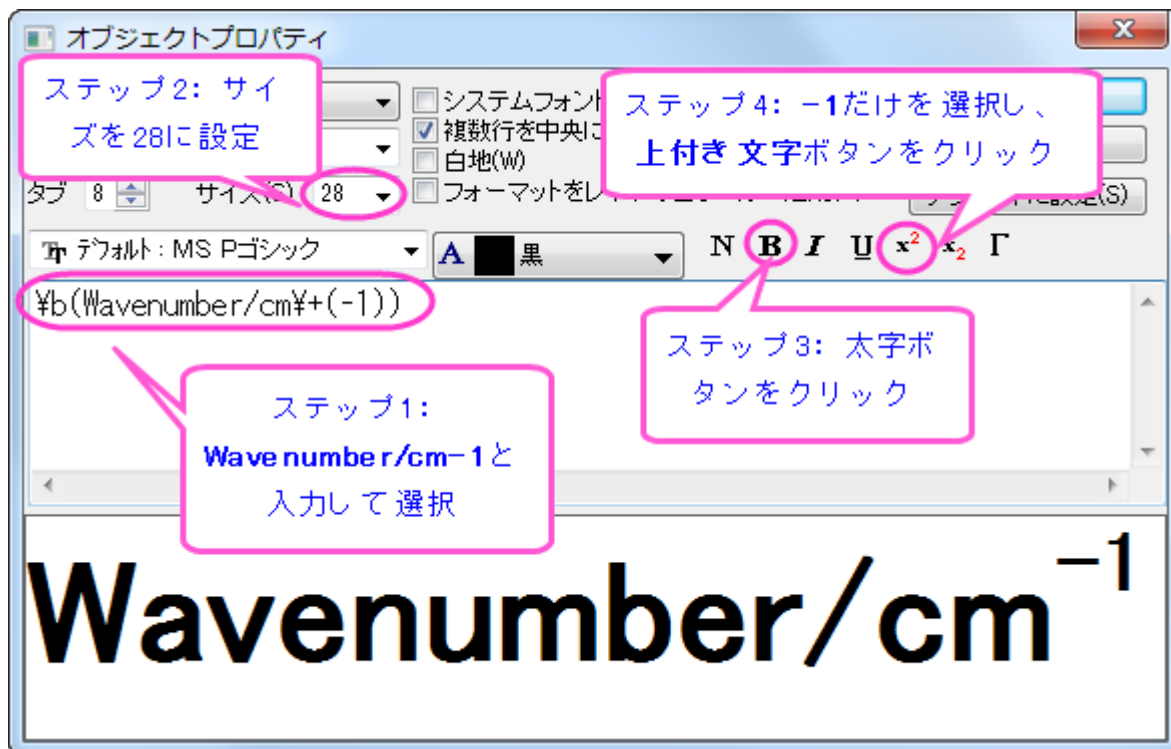 オブジェクトプロパティ
X
ステップ2: サイ
ズを28に設定
システムフォント
複数行を中央に
白地(W)
ステップ4: -1だけを選択し、
上付き文字ボタンをクリック
タブ 8 サイズ(S) 28 フォーマットを
に設定(S)
デフォルト : MS Pゴシック A 黒 N B I U x² x₂ Γ
¥b(Wavenumber/cm¥+(-1))
ステップ3: 太字ボ
タンをクリック
ステップ1:
Wavenumber/cm-1と
入力して選択
Wavenumber/cm⁻¹